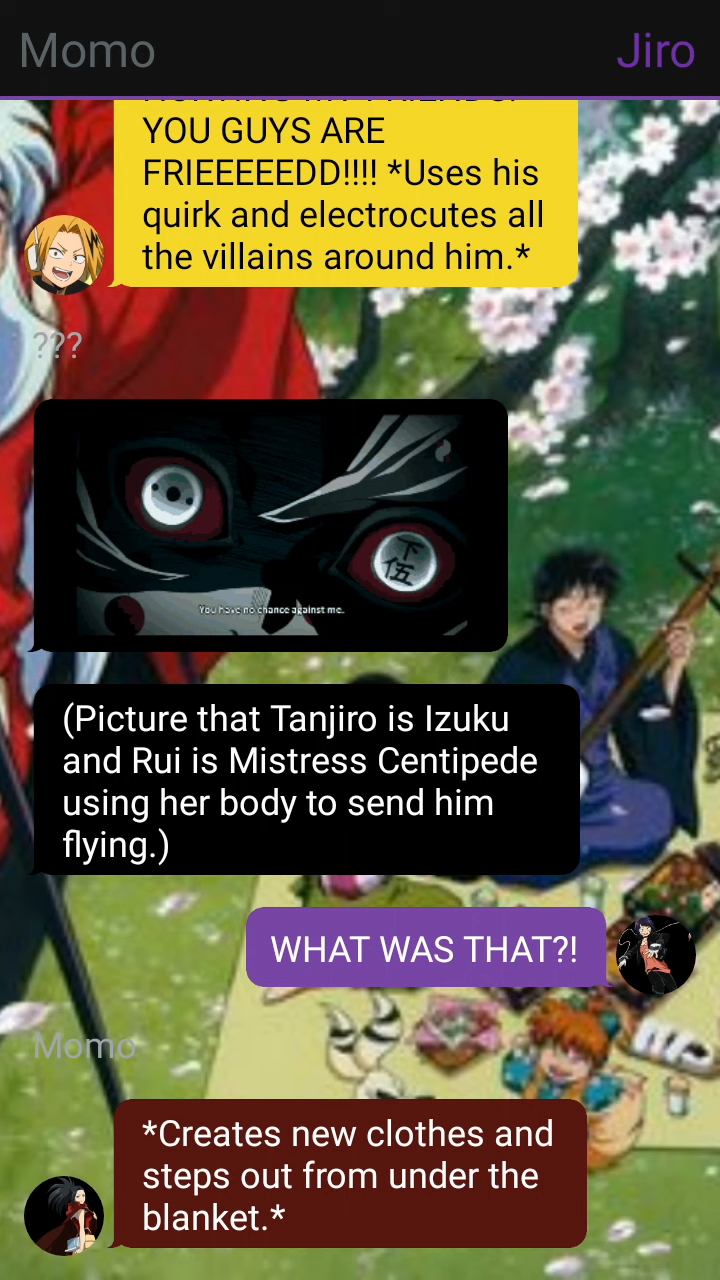 Momo
Jiro
YOU GUYS ARE
FRIEEEEEDD!!!! *Uses his
quirk and electrocutes all
the villains around him.*
???
下伍
You have no chance against me.
(Picture that Tanjiro is Izuku
and Rui is Mistress Centipede
using her body to send him
flying.)
WHAT WAS THAT?!
Momo
*Creates new clothes and
steps out from under the
blanket.*